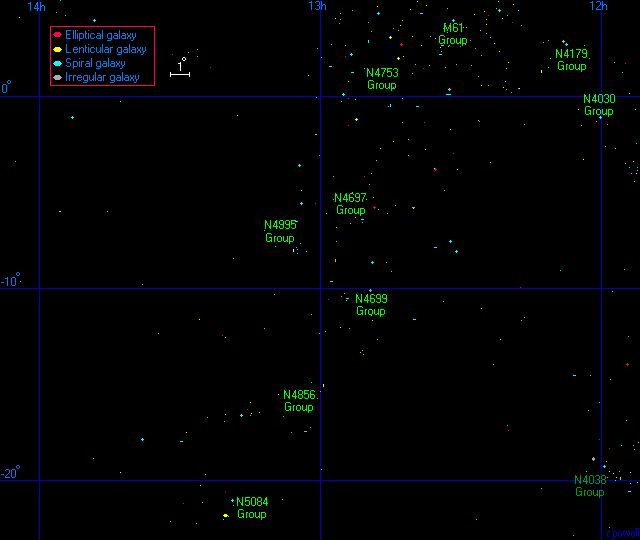 14h
13h
12h
Elliptical galaxy
Lenticular galaxy
Spiral galaxy
Irregular galaxy
1°
M61
Group
N4179
Group
N4753
Group
0°
N4030
Group
N4697
Group
N4995
Group
-10°
N4699
Group
N4856
Group
-20°
N4038
Group
N5084
Group